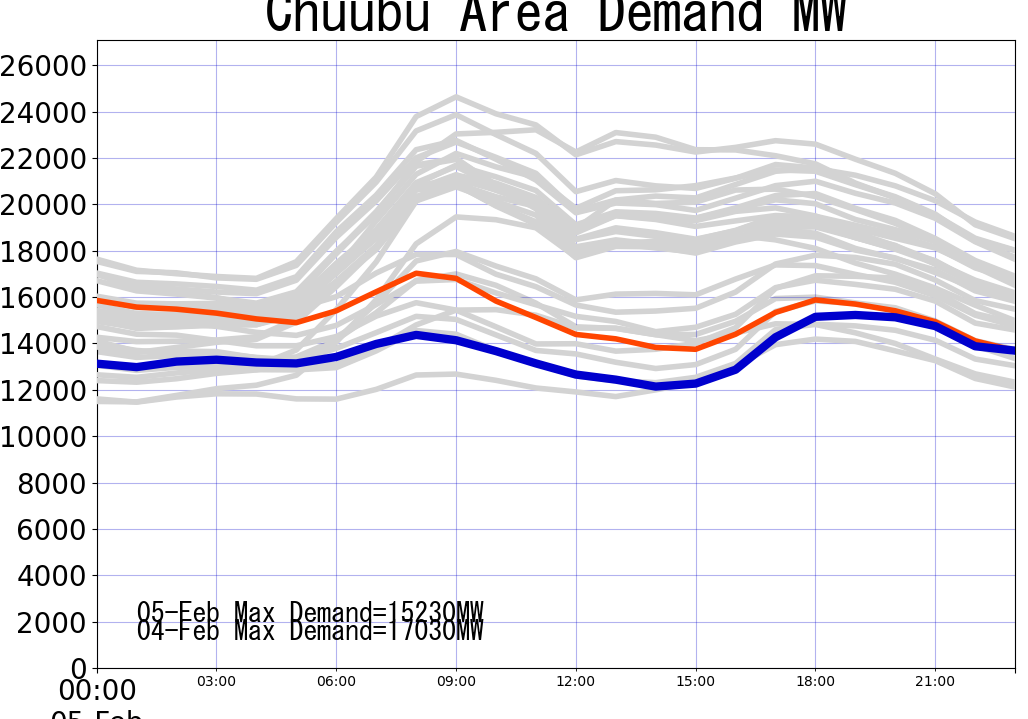 Chuubu Area Demand MW
26000
24000
22000
20000
18000
16000
14000
12000
10000
8000
6000
4000
2000
0
05-Feb Max Demand=15230MW
04-Feb Max Demand=17030MW
00:00 03:00 06:00 09:00 12:00 15:00 18:00 21:00
05-Feb